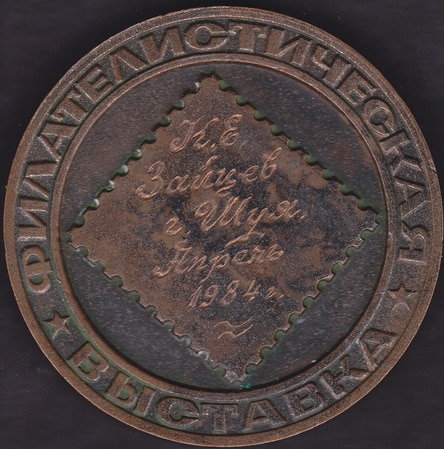 ФИЛАТЕЛИСТИЧЕСКАЯ
ВЫСТАВКА
К. Е.
Зайцев
г. Шуя.
Апрель
1984 г.